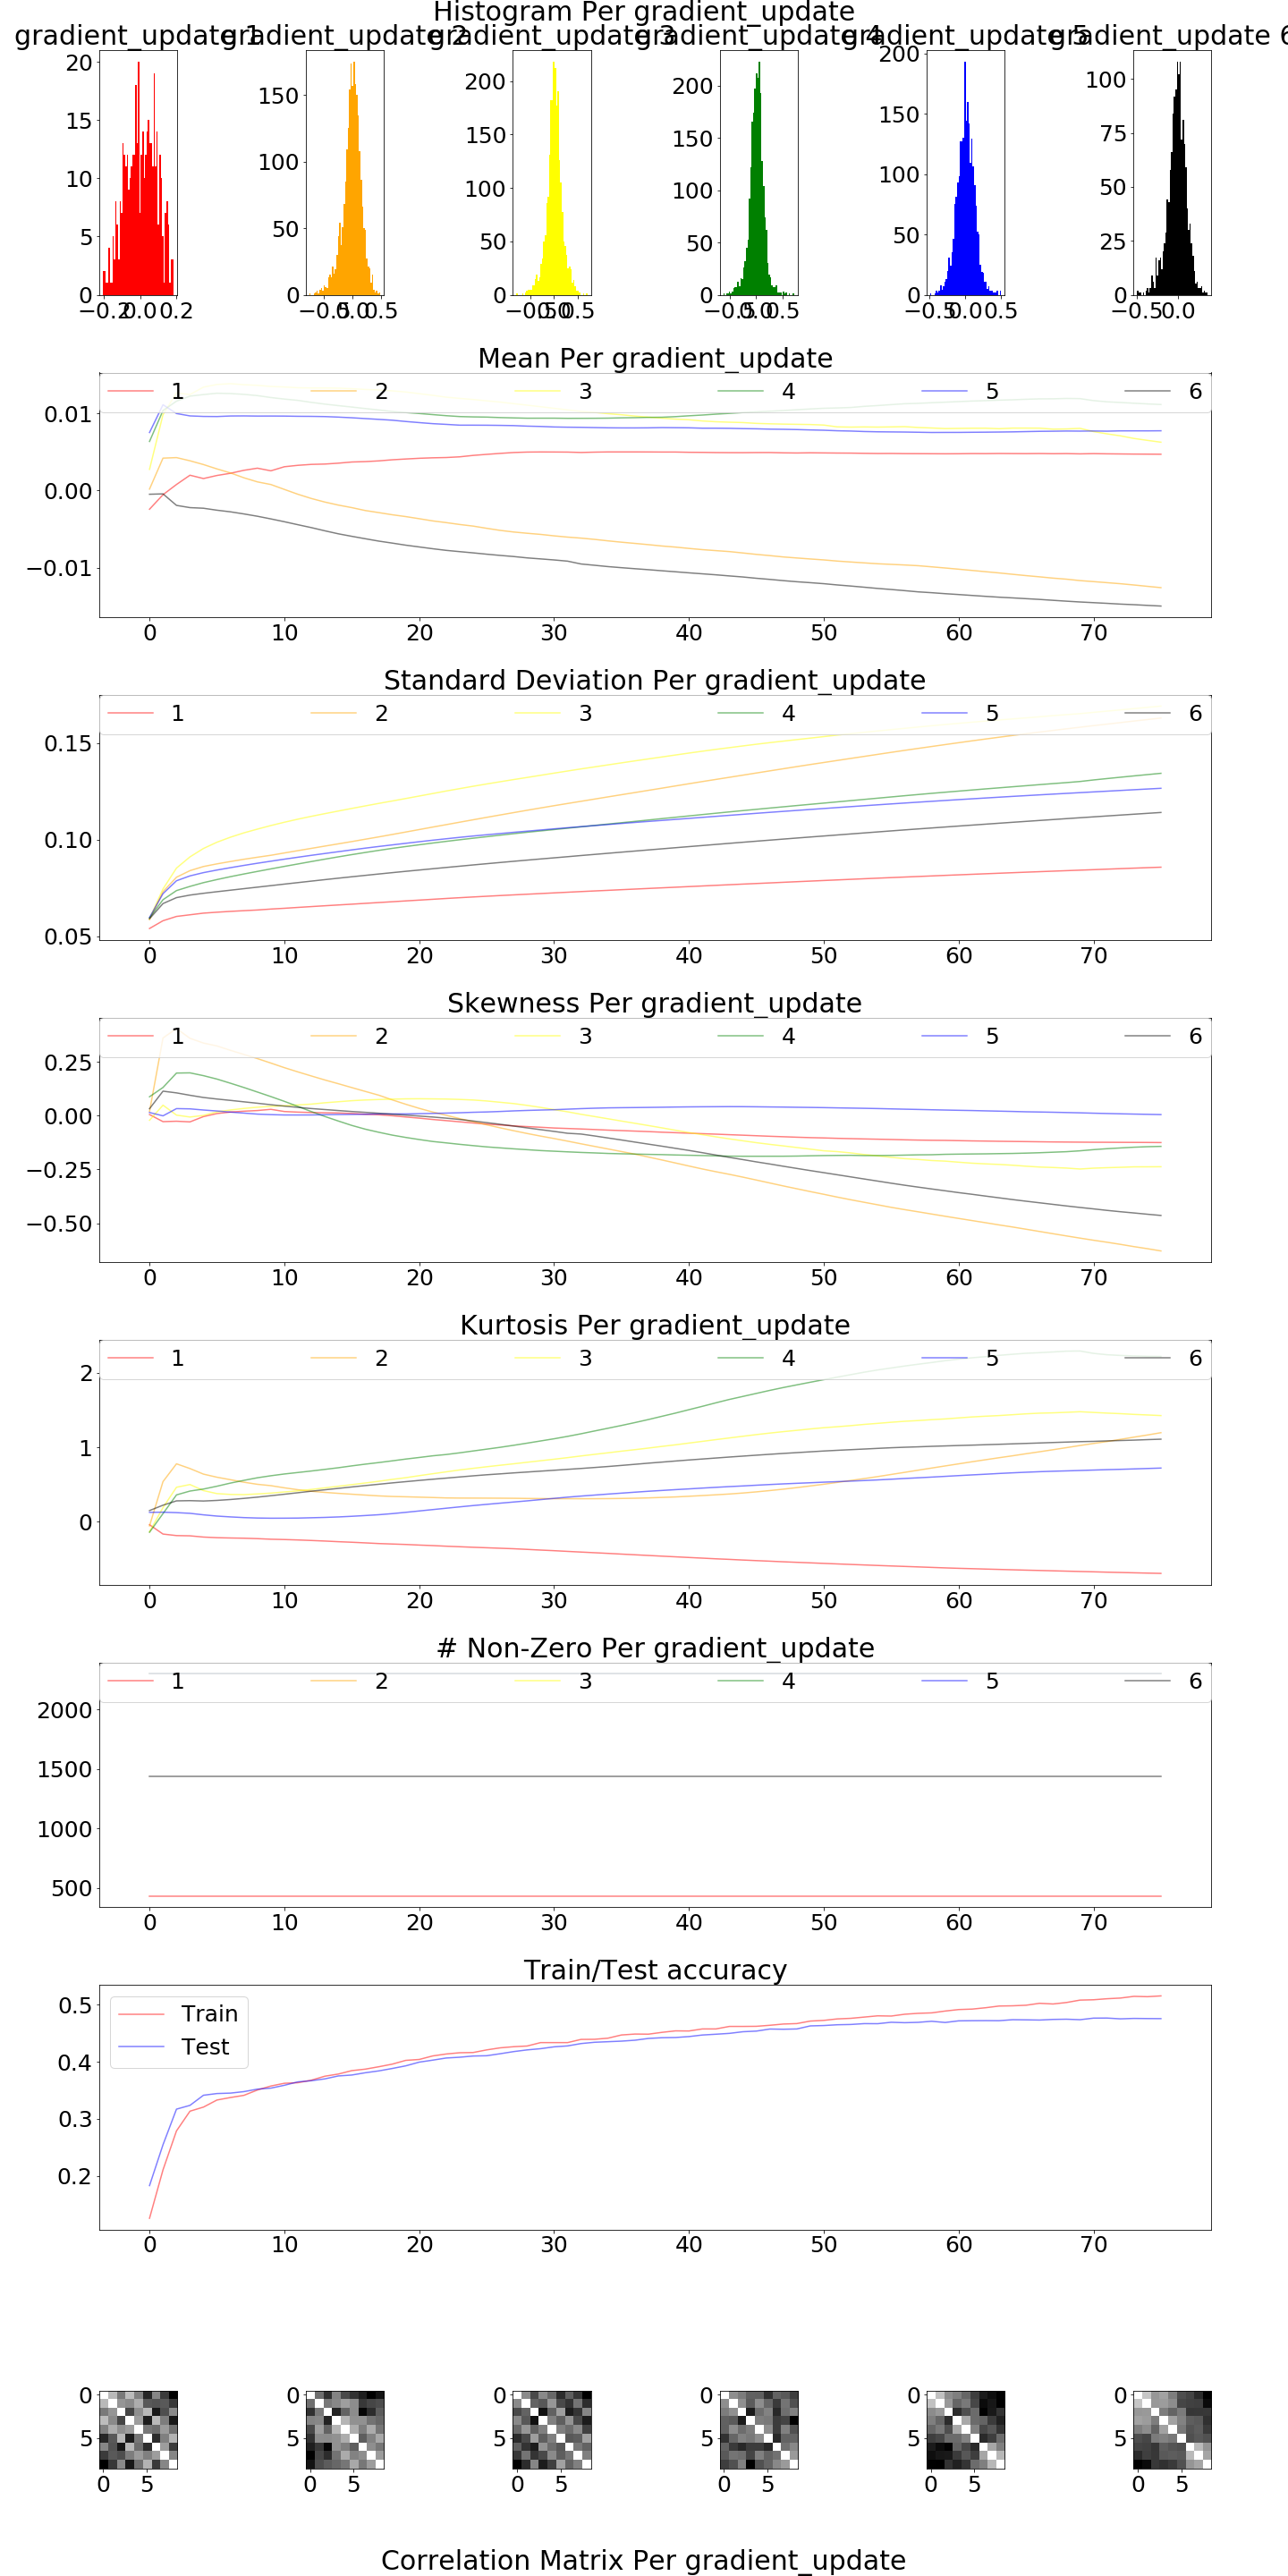 Histogram Per gradient_update
gradient_update 1 gradient_update 2 gradient_update 3 gradient_update 4 gradient_update 5 gradient_update 6
20
15
10
5
0
−0.2 0.0 0.2
150
100
50
0
−0.5 0.0 0.5
200
150
100
50
0
−0.5 0.0 0.5
200
150
100
50
0
−0.5 0.0 0.5
200
150
100
50
0
−0.5 0.0 0.5
100
75
50
25
0
−0.5 0.0
Mean Per gradient_update
1 2 3 4 5 6
0.01
0.00
−0.01
0 10 20 30 40 50 60 70
Standard Deviation Per gradient_update
1 2 3 4 5 6
0.15
0.10
0.05
0 10 20 30 40 50 60 70
Skewness Per gradient_update
1 2 3 4 5 6
0.25
0.00
−0.25
−0.50
0 10 20 30 40 50 60 70
Kurtosis Per gradient_update
1 2 3 4 5 6
2
1
0
0 10 20 30 40 50 60 70
# Non-Zero Per gradient_update
1 2 3 4 5 6
2000
1500
1000
500
0 10 20 30 40 50 60 70
Train/Test accuracy
Train
Test
0.5
0.4
0.3
0.2
0 10 20 30 40 50 60 70
0 0 0 0 0 0
5 5 5 5 5 5
0 5 0 5 0 5 0 5 0 5 0 5
Correlation Matrix Per gradient_update